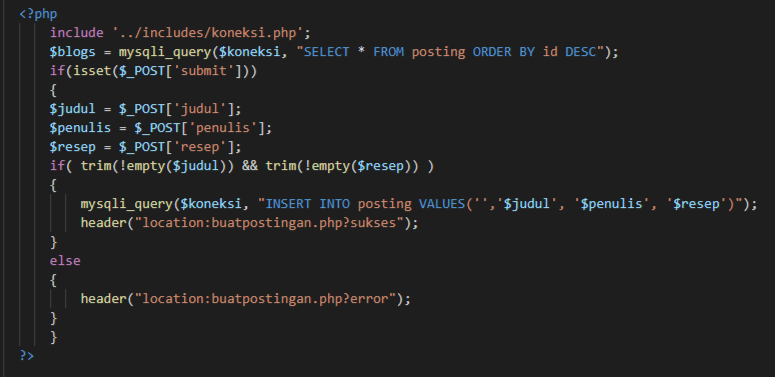 <?php
include '../includes/koneksi.php';
$blogs = mysqli_query($koneksi, "SELECT * FROM posting ORDER BY id DESC");
if(isset($_POST['submit']))
{
$judul = $_POST['judul'];
$penulis = $_POST['penulis'];
$resep = $_POST['resep'];
if( trim(!empty($judul)) && trim(!empty($resep)) )
{
mysqli_query($koneksi, "INSERT INTO posting VALUES('','$judul', '$penulis', '$resep')");
header("location:buatpostingan.php?sukses");
}
else
{
header("location:buatpostingan.php?error");
}
}
?>